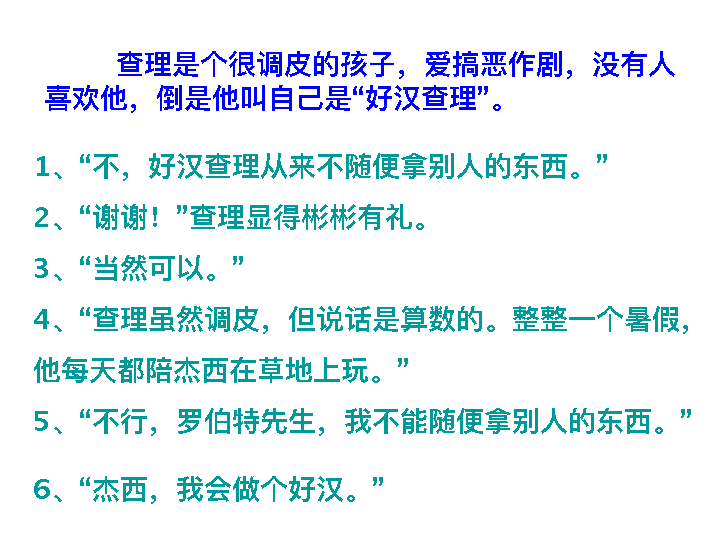 查理是个很调皮的孩子，爱搞恶作剧，没有人
喜欢他，倒是他叫自己是“好汉查理”。
1、“不，好汉查理从来不随便拿别人的东西。”
2、“谢谢！”查理显得彬彬有礼。
3、“当然可以。”
4、“查理虽然调皮，但说话是算数的。整整一个暑假，
他每天都陪杰西在草地上玩。”
5、“不行，罗伯特先生，我不能随便拿别人的东西。”
6、“杰西，我会做个好汉。”